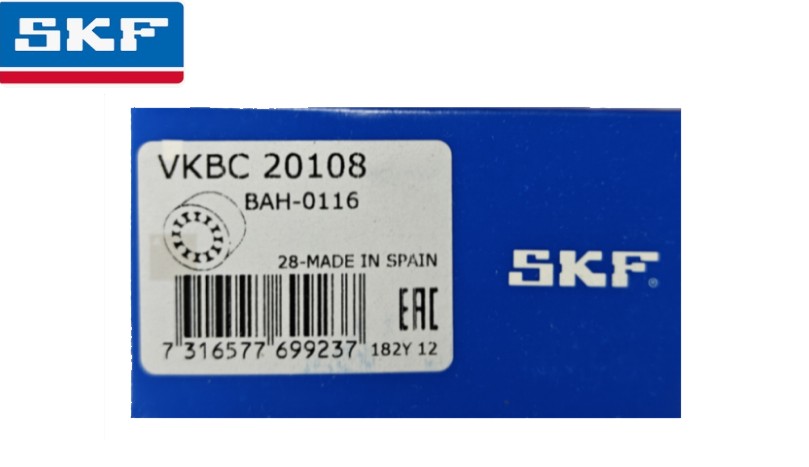 SKF
VKBC 20108
BAH-0116
28-MADE IN SPAIN
SKF®
EAC
7 316577 699237 182Y 12